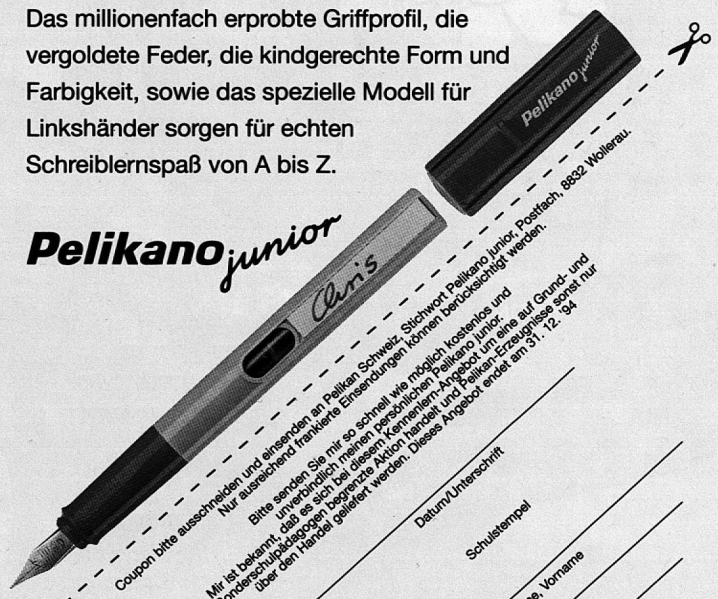 Das millionenfach erprobte Griffprofil, die
vergoldete Feder, die kindgerechte Form und
Farbigkeit, sowie das spezielle Modell für
Linkshänder sorgen für echten
Schreiblernspaß von A bis Z.
Pelikano junior
Pelikano junior
Chris
Coupon bitte ausschneiden und einsenden an Pelikan Schweiz, Stichwort Pelikano junior, Postfach, 8832 Wollerau.
Nur ausreichend frankierte Einsendungen können berücksichtigt werden.
Bitte senden Sie mir so schnell wie möglich kostenlos und
unverbindlich meinen persönlichen Pelikano junior.
Mir ist bekannt, daß es sich bei diesem Kennenlern-Angebot um eine auf Grund- und
Sonderschulpädagogen begrenzte Aktion handelt und Pelikan-Erzeugnisse sonst nur
über den Handel geliefert werden. Dieses Angebot endet am 31. 12. '94
Datum/Unterschrift
Schulstempel
Vorname